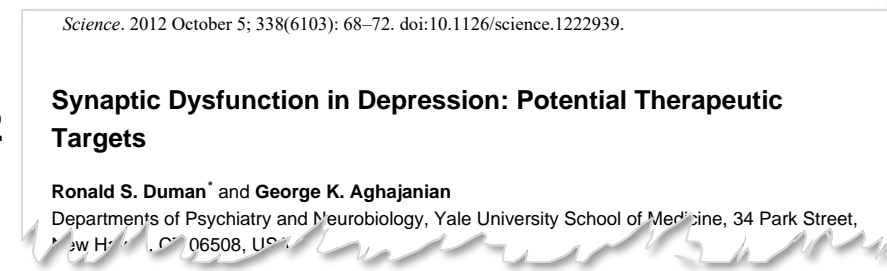 Science. 2012 October 5; 338(6103): 68–72. doi:10.1126/science.1222939.
Synaptic Dysfunction in Depression: Potential Therapeutic
Targets
Ronald S. Duman* and George K. Aghajanian
Departments of Psychiatry and Neurobiology, Yale University School of Medicine, 34 Park Street,
06508,